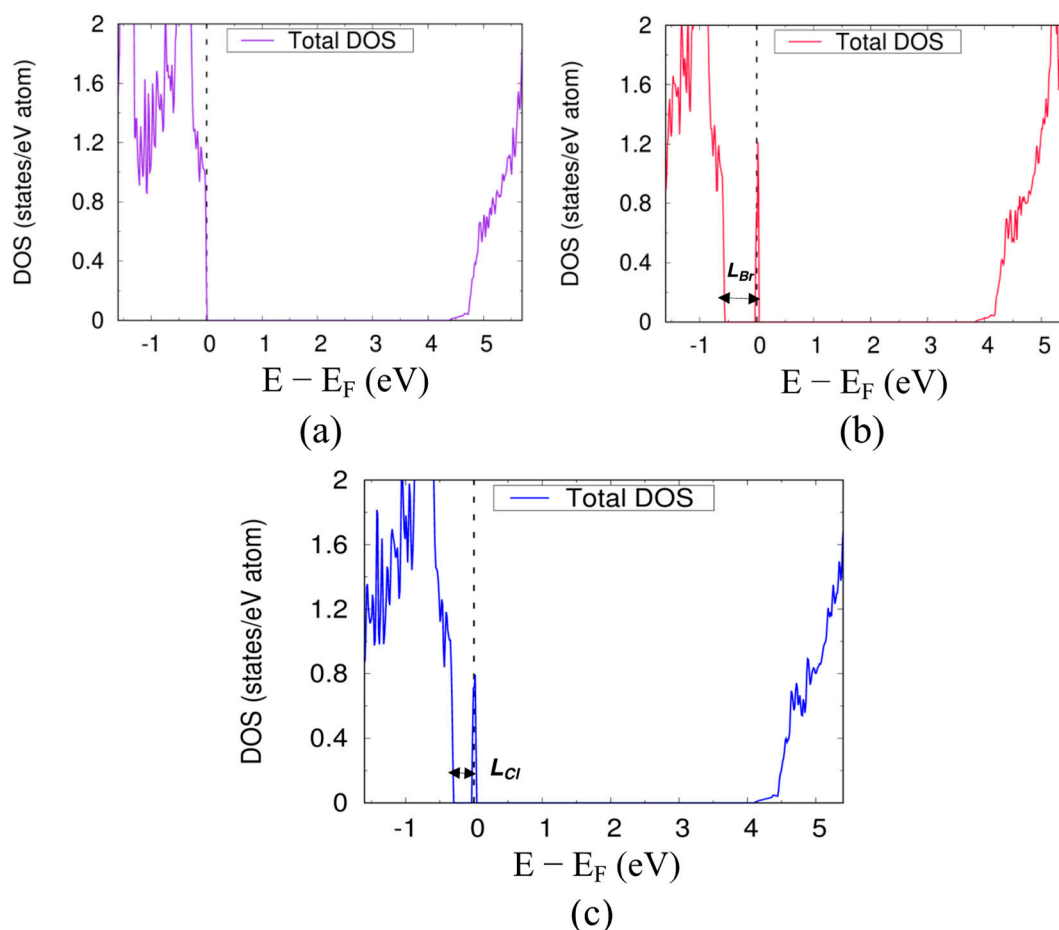 Total DOS
DOS (states/eV atom)
2
1.6
1.2
0.8
0.4
0
-1 0 1 2 3 4 5
E − E_F (eV)
(a)
Total DOS
DOS (states/eV atom)
2
1.6
1.2
0.8
0.4
0
L_Br
-1 0 1 2 3 4 5
E − E_F (eV)
(b)
Total DOS
DOS (states/eV atom)
2
1.6
1.2
0.8
0.4
0
L_Cl
-1 0 1 2 3 4 5
E − E_F (eV)
(c)